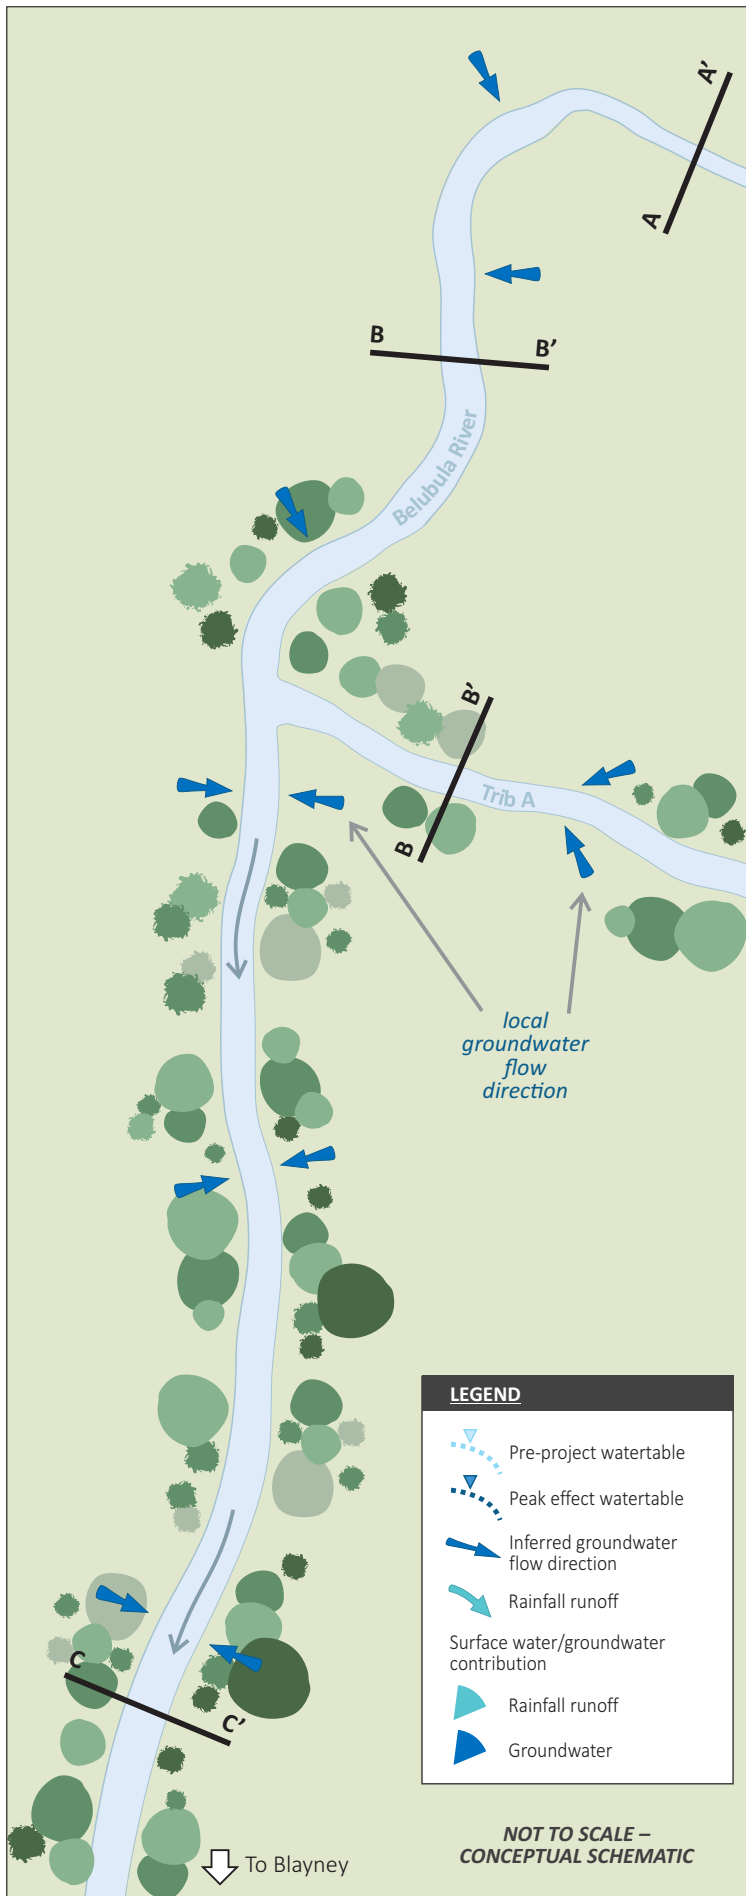 A’
A
B
B’
Belubula River
B’
Trib A
B
local
groundwater
flow
direction
LEGEND
Pre-project watertable
Peak effect watertable
Inferred groundwater
flow direction
Rainfall runoff
Surface water/groundwater
contribution
Rainfall runoff
Groundwater
C
C’
NOT TO SCALE –
CONCEPTUAL SCHEMATIC
To Blayney